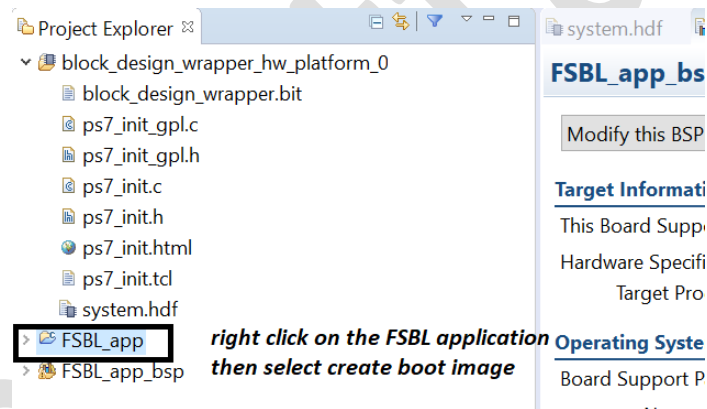 Project Explorer
system.hdf
block_design_wrapper_hw_platform_0
FSBL_app_bs
block_design_wrapper.bit
ps7_init_gpl.c
Modify this BSP
ps7_init_gpl.h
ps7_init.c
Target Informati
ps7_init.h
This Board Suppo
ps7_init.html
Hardware Specifi
ps7_init.tcl
Target Pro
system.hdf
FSBL_app
right click on the FSBL application
Operating Syste
FSBL_app_bsp
then select create boot image
Board Support P